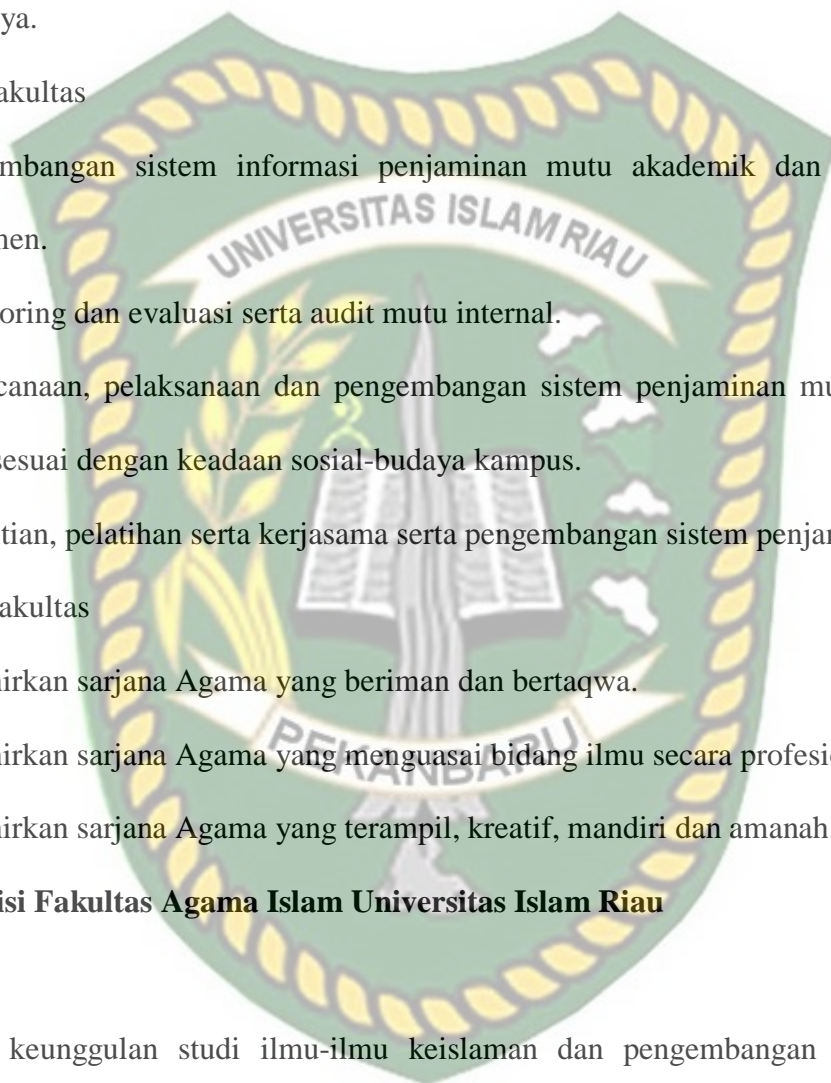 ya.
akultas
mbangan sistem informasi penjaminan mutu akademik dan
nen.
UNIVERSITAS ISLAM RIAU
oring dan evaluasi serta audit mutu internal.
canaan, pelaksanaan dan pengembangan sistem penjaminan mu
sesuai dengan keadaan sosial-budaya kampus.
tian, pelatihan serta kerjasama serta pengembangan sistem penjar
akultas
irkan sarjana Agama yang beriman dan bertaqwa.
PEKANBARU
irkan sarjana Agama yang menguasai bidang ilmu secara profesio
irkan sarjana Agama yang terampil, kreatif, mandiri dan amanah.
isi Fakultas Agama Islam Universitas Islam Riau
keunggulan studi ilmu-ilmu keislaman dan pengembangan